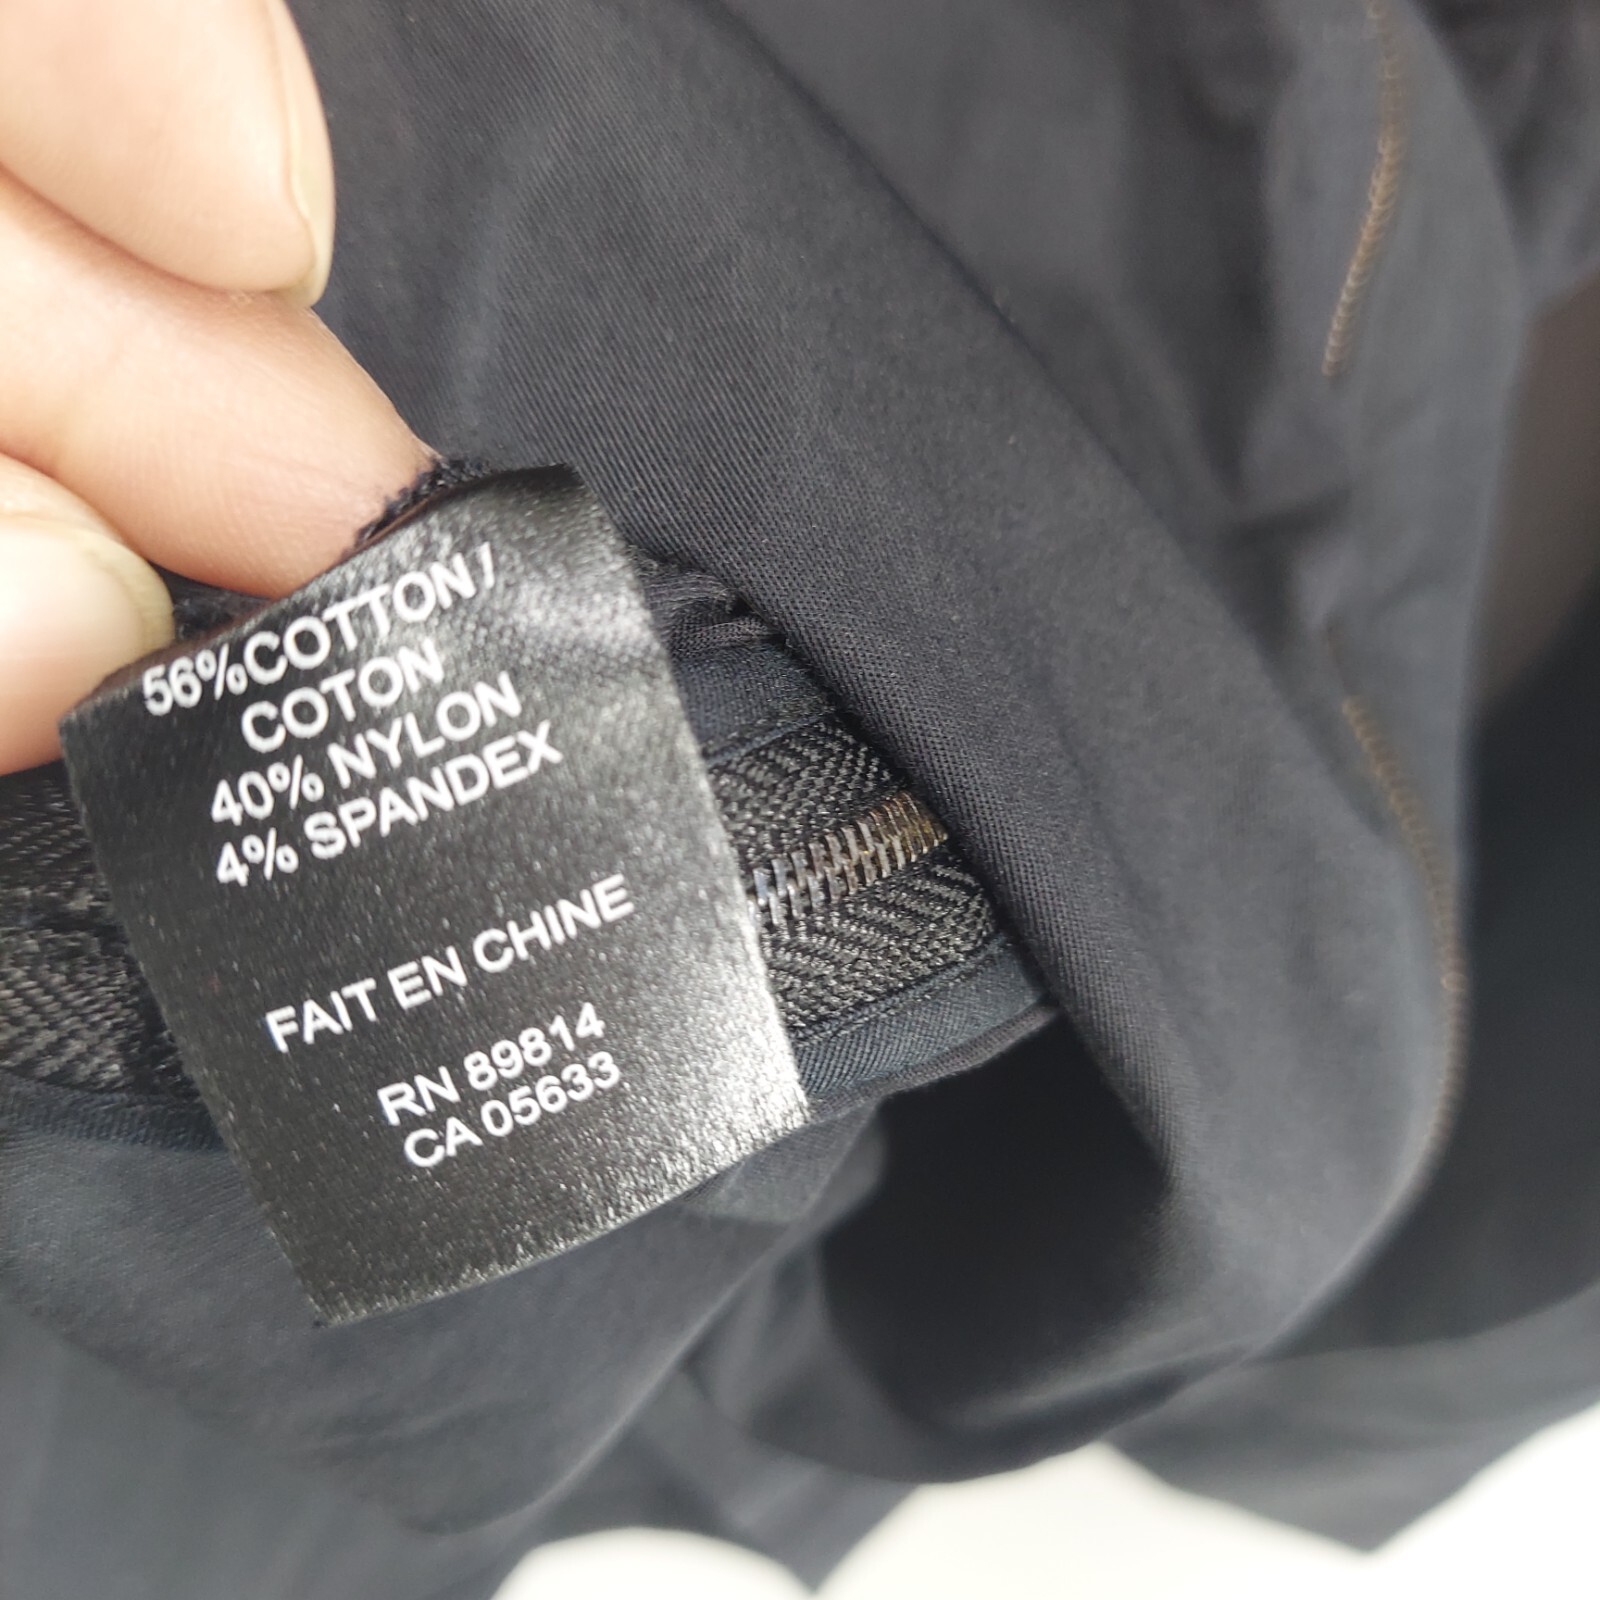 56%COTTON/
COTON
40% NYLON
4% SPANDEX
FAIT EN CHINE
RN 89814
CA 05633